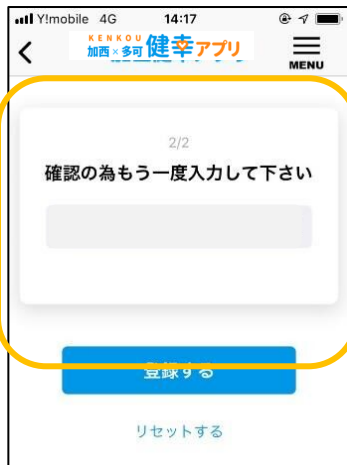 Y!mobile 4G 14:17
KENKOU
加西×多可 健幸アプリ
MENU
2/2
確認の為もう一度入力して下さい
登録する
リセットする